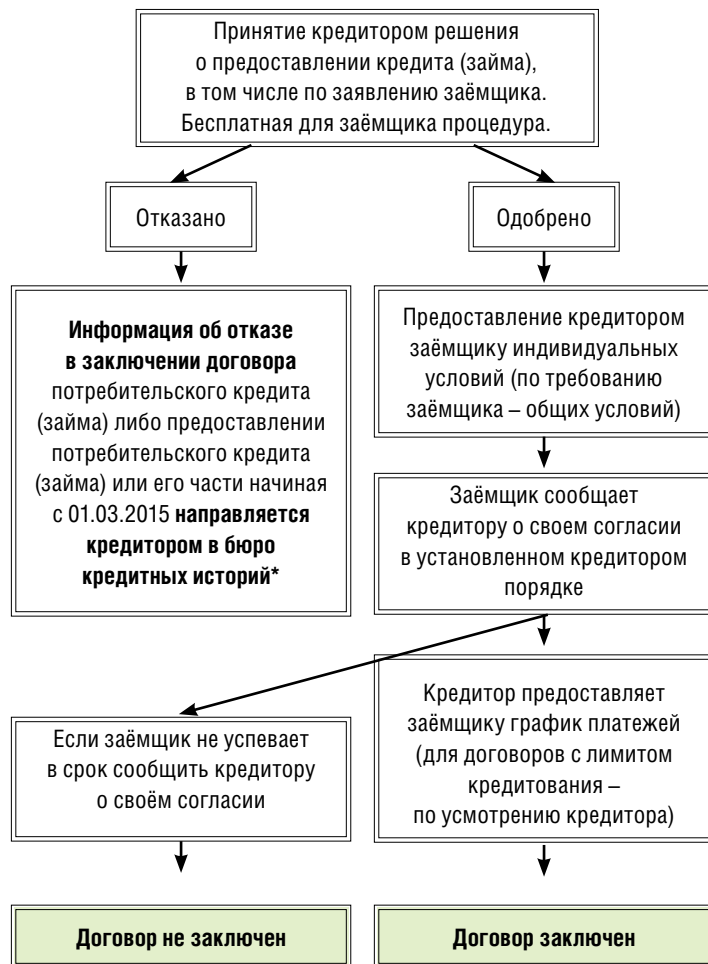 Принятие кредитором решения
о предоставлении кредита (займа),
в том числе по заявлению заёмщика.
Бесплатная для заёмщика процедура.
Отказано
Одобрено
Информация об отказе
в заключении договора
потребительского кредита
(займа) либо предоставлении
потребительского кредита
(займа) или его части начиная
с 01.03.2015 направляется
кредитором в бюро
кредитных историй*
Предоставление кредитором
заёмщику индивидуальных
условий (по требованию
заёмщика – общих условий)
Заёмщик сообщает
кредитору о своем согласии
в установленном кредитором
порядке
Если заёмщик не успевает
в срок сообщить кредитору
о своём согласии
Кредитор предоставляет
заёмщику график платежей
(для договоров с лимитом
кредитования –
по усмотрению кредитора)
Договор не заключен
Договор заключен